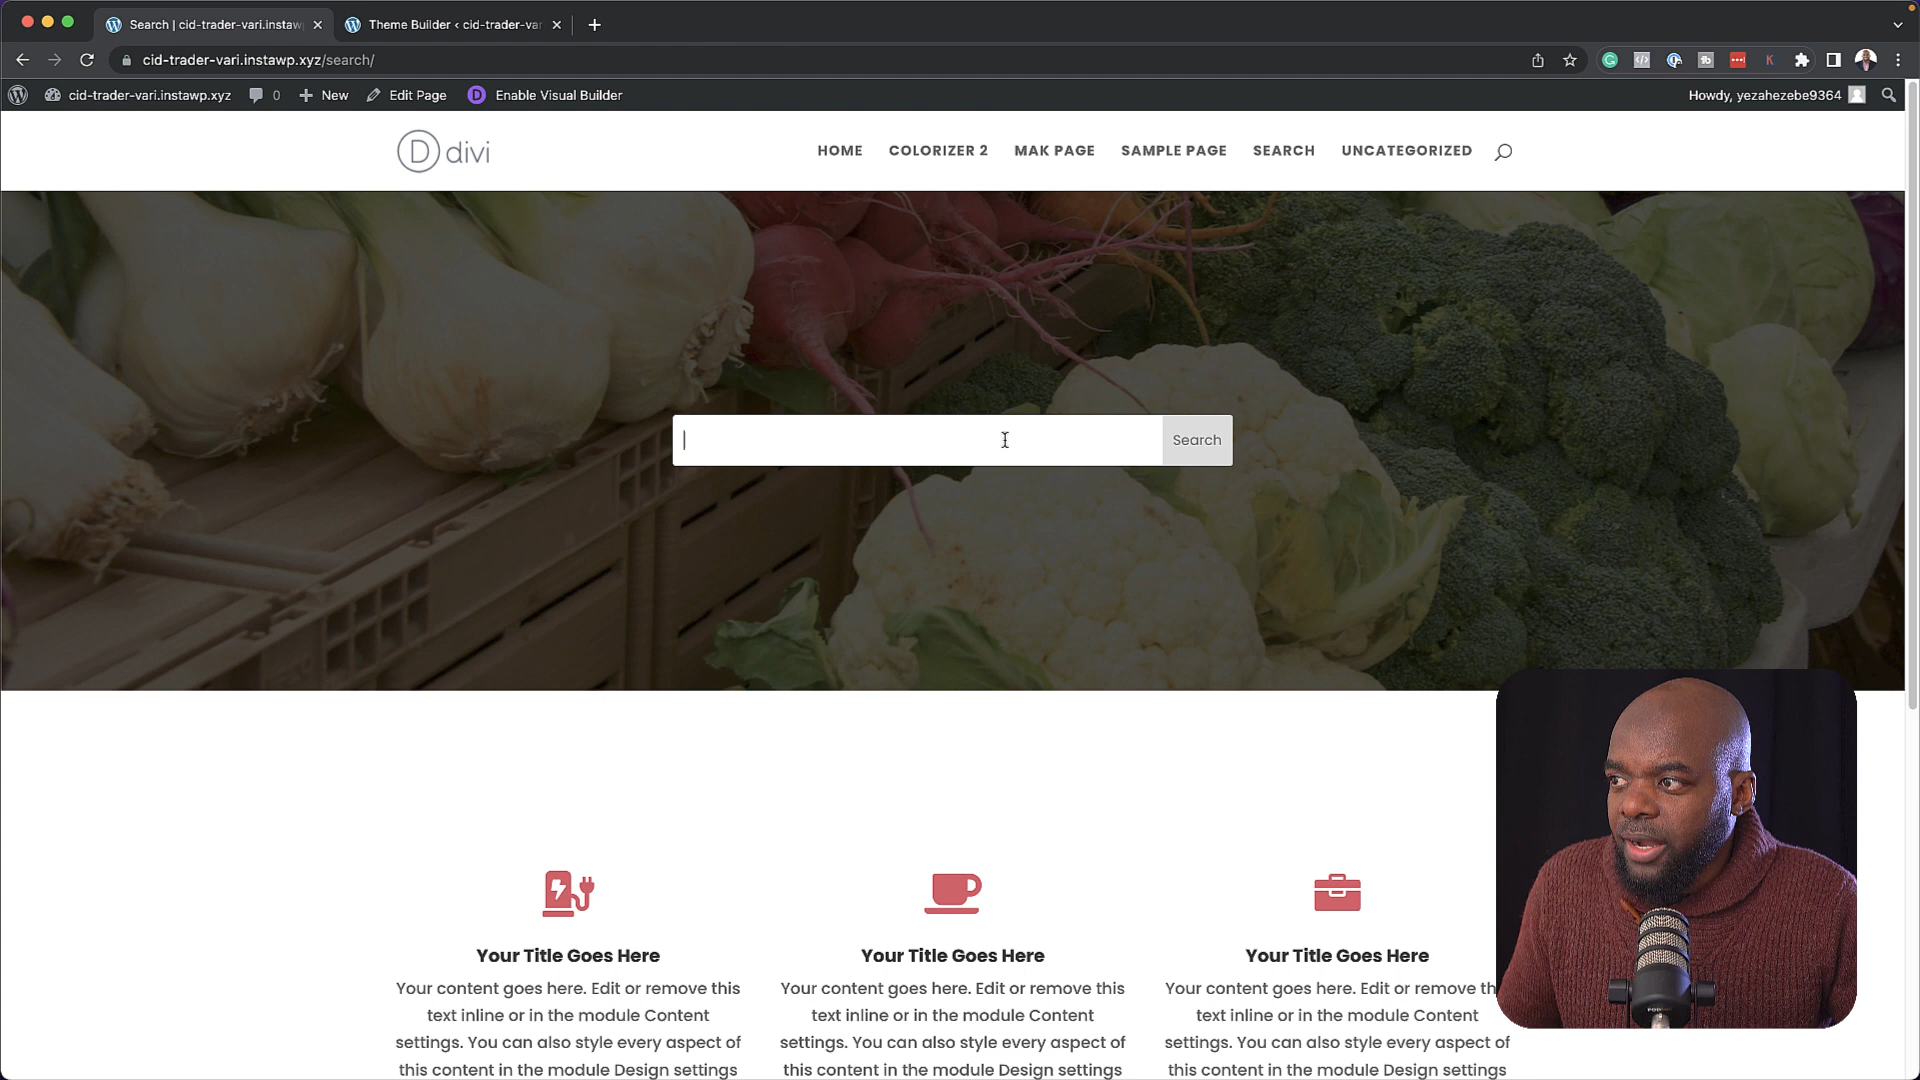 Search | cid-trader-vari.instaw
Theme Builder < cid-trader-va
cid-trader-vari.instawp.xyz/search/
cid-trader-vari.instawp.xyz
0
New
Edit Page
D
Enable Visual Builder
Howdy, yezahezebe9364
D divi
HOME
COLORIZER 2
MAK PAGE
SAMPLE PAGE
SEARCH
UNCATEGORIZED
Search
Your Title Goes Here
Your content goes here. Edit or remove this
text inline or in the module Content
settings. You can also style every aspect of
this content in the module Design settings
Your Title Goes Here
Your content goes here. Edit or remove this
text inline or in the module Content
settings. You can also style every aspect of
this content in the module Design settings
Your Title Goes Here
Your content goes here. Edit or remove th
text inline or in the module Content
settings. You can also style every aspect of
this content in the module Design settings